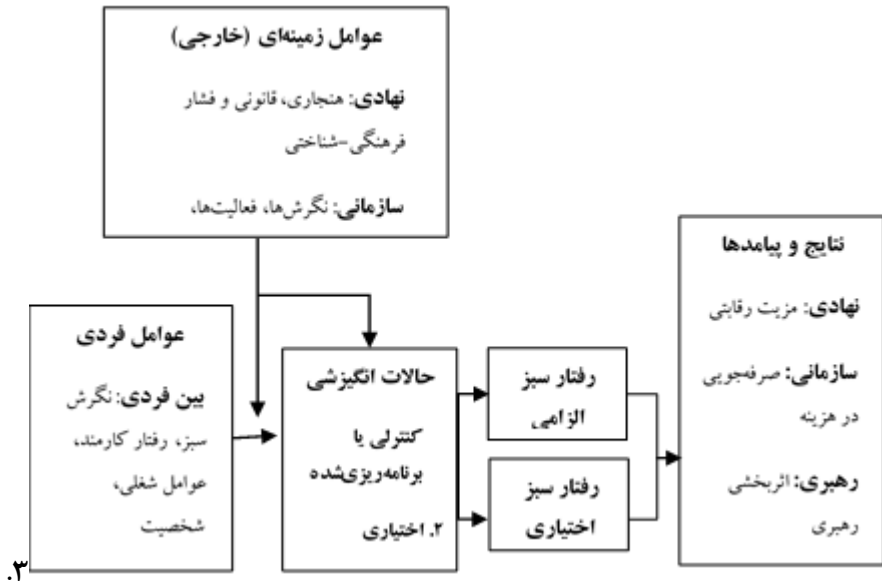 عوامل زمینه‌ای (خارجی)
نهادی: هنجاری، قانونی و فشار
فرهنگی-شناختی
سازمانی: نگرش‌ها، فعالیت‌ها،
عوامل فردی
بین فردی: نگرش
سبز، رفتار کارمند،
عوامل شغلی،
شخصیت
حالات انگیزشی
کنترلی یا
برنامه‌ریزی‌شده
۲. اختیاری
رفتار سبز
الزامی
رفتار سبز
اختیاری
نتایج و پیامدها
نهادی: مزیت رقابتی
سازمانی: صرفه‌جویی
در هزینه
رهبری: اثربخشی
رهبری
۳.